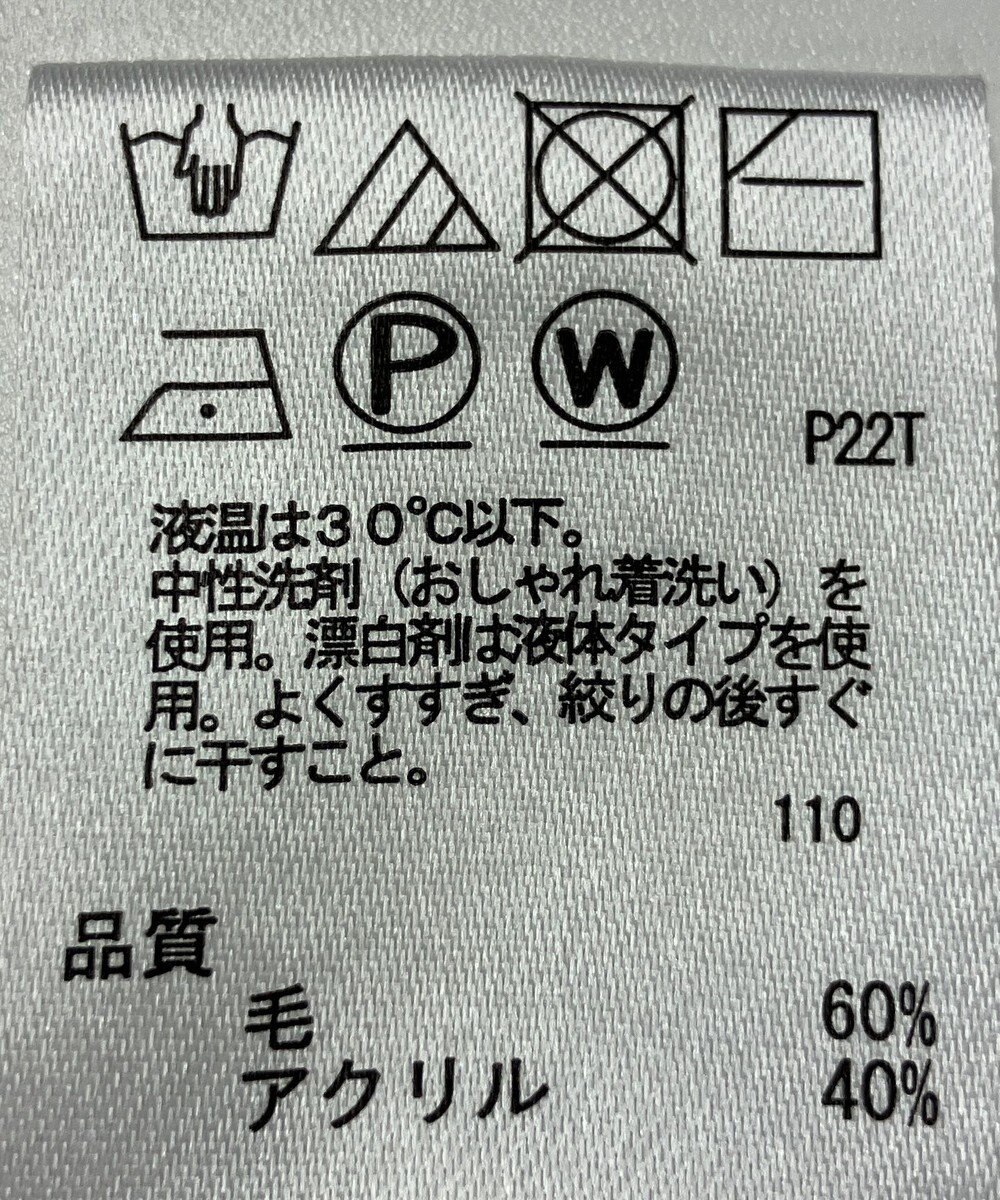 P
W
P22T
液温は30℃以下。
中性洗剤（おしゃれ着洗い）を
使用。漂白剤は液体タイプを使
用。よくすすぎ、絞りの後すぐ
に干すこと。
110
品質
毛 60%
アクリル 40%